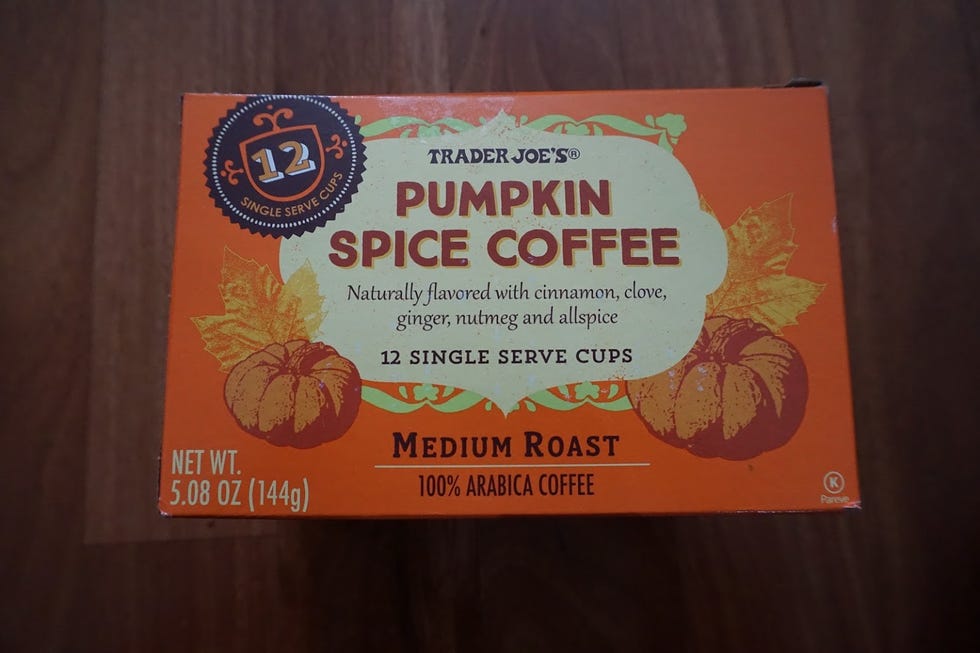 12
SINGLE SERVE CUPS
TRADER JOE'S®
PUMPKIN
SPICE COFFEE
Naturally flavored with cinnamon, clove,
ginger, nutmeg and allspice
12 SINGLE SERVE CUPS
MEDIUM ROAST
100% ARABICA COFFEE
NET WT.
5.08 OZ (144g)
K
Pareve